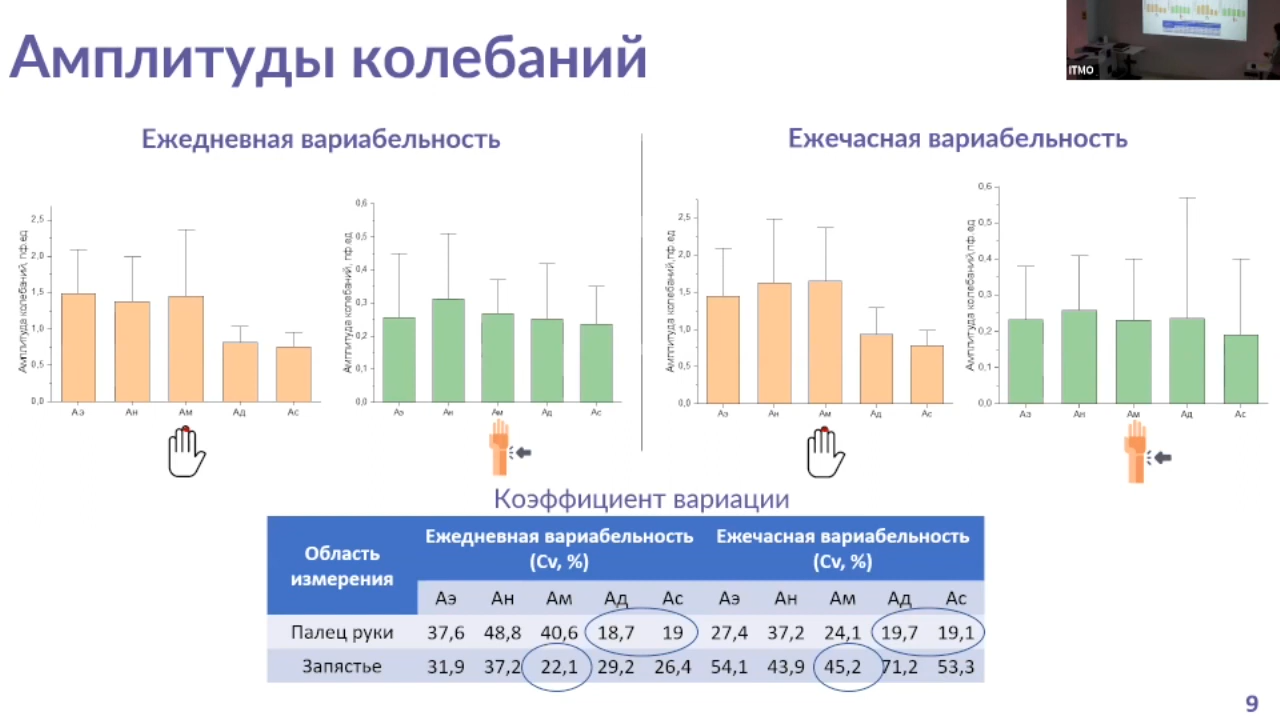 Амплитуды колебаний
ITMO
Ежедневная вариабельность
Ежечасная вариабельность
Амплитуда колебаний, пф.ед
2,5
2,0
1,5
1,0
0,5
0,0
Аэ Ан Ам Ад Ас
Амплитуда колебаний, пф.ед
0,6
0,5
0,4
0,3
0,2
0,1
0,0
Аэ Ан Ам Ад Ас
Амплитуда колебаний,пф.ед
2,5
2,0
1,5
1,0
0,5
0,0
Аэ Ан Ам Ад Ас
Амплитуда колебаний,пф.ед
0,6
0,5
0,4
0,3
0,2
0,1
0,0
Аэ Ан Ам Ад Ас
Коэффициент вариации
Область измерения
Ежедневная вариабельность (Cv, %)
Ежечасная вариабельность (Cv, %)
Аэ Ан Ам Ад Ас Аэ Ан Ам Ад Ас
Палец руки 37,6 48,8 40,6 18,7 19 27,4 37,2 24,1 19,7 19,1
Запястье 31,9 37,2 22,1 29,2 26,4 54,1 43,9 45,2 71,2 53,3
9